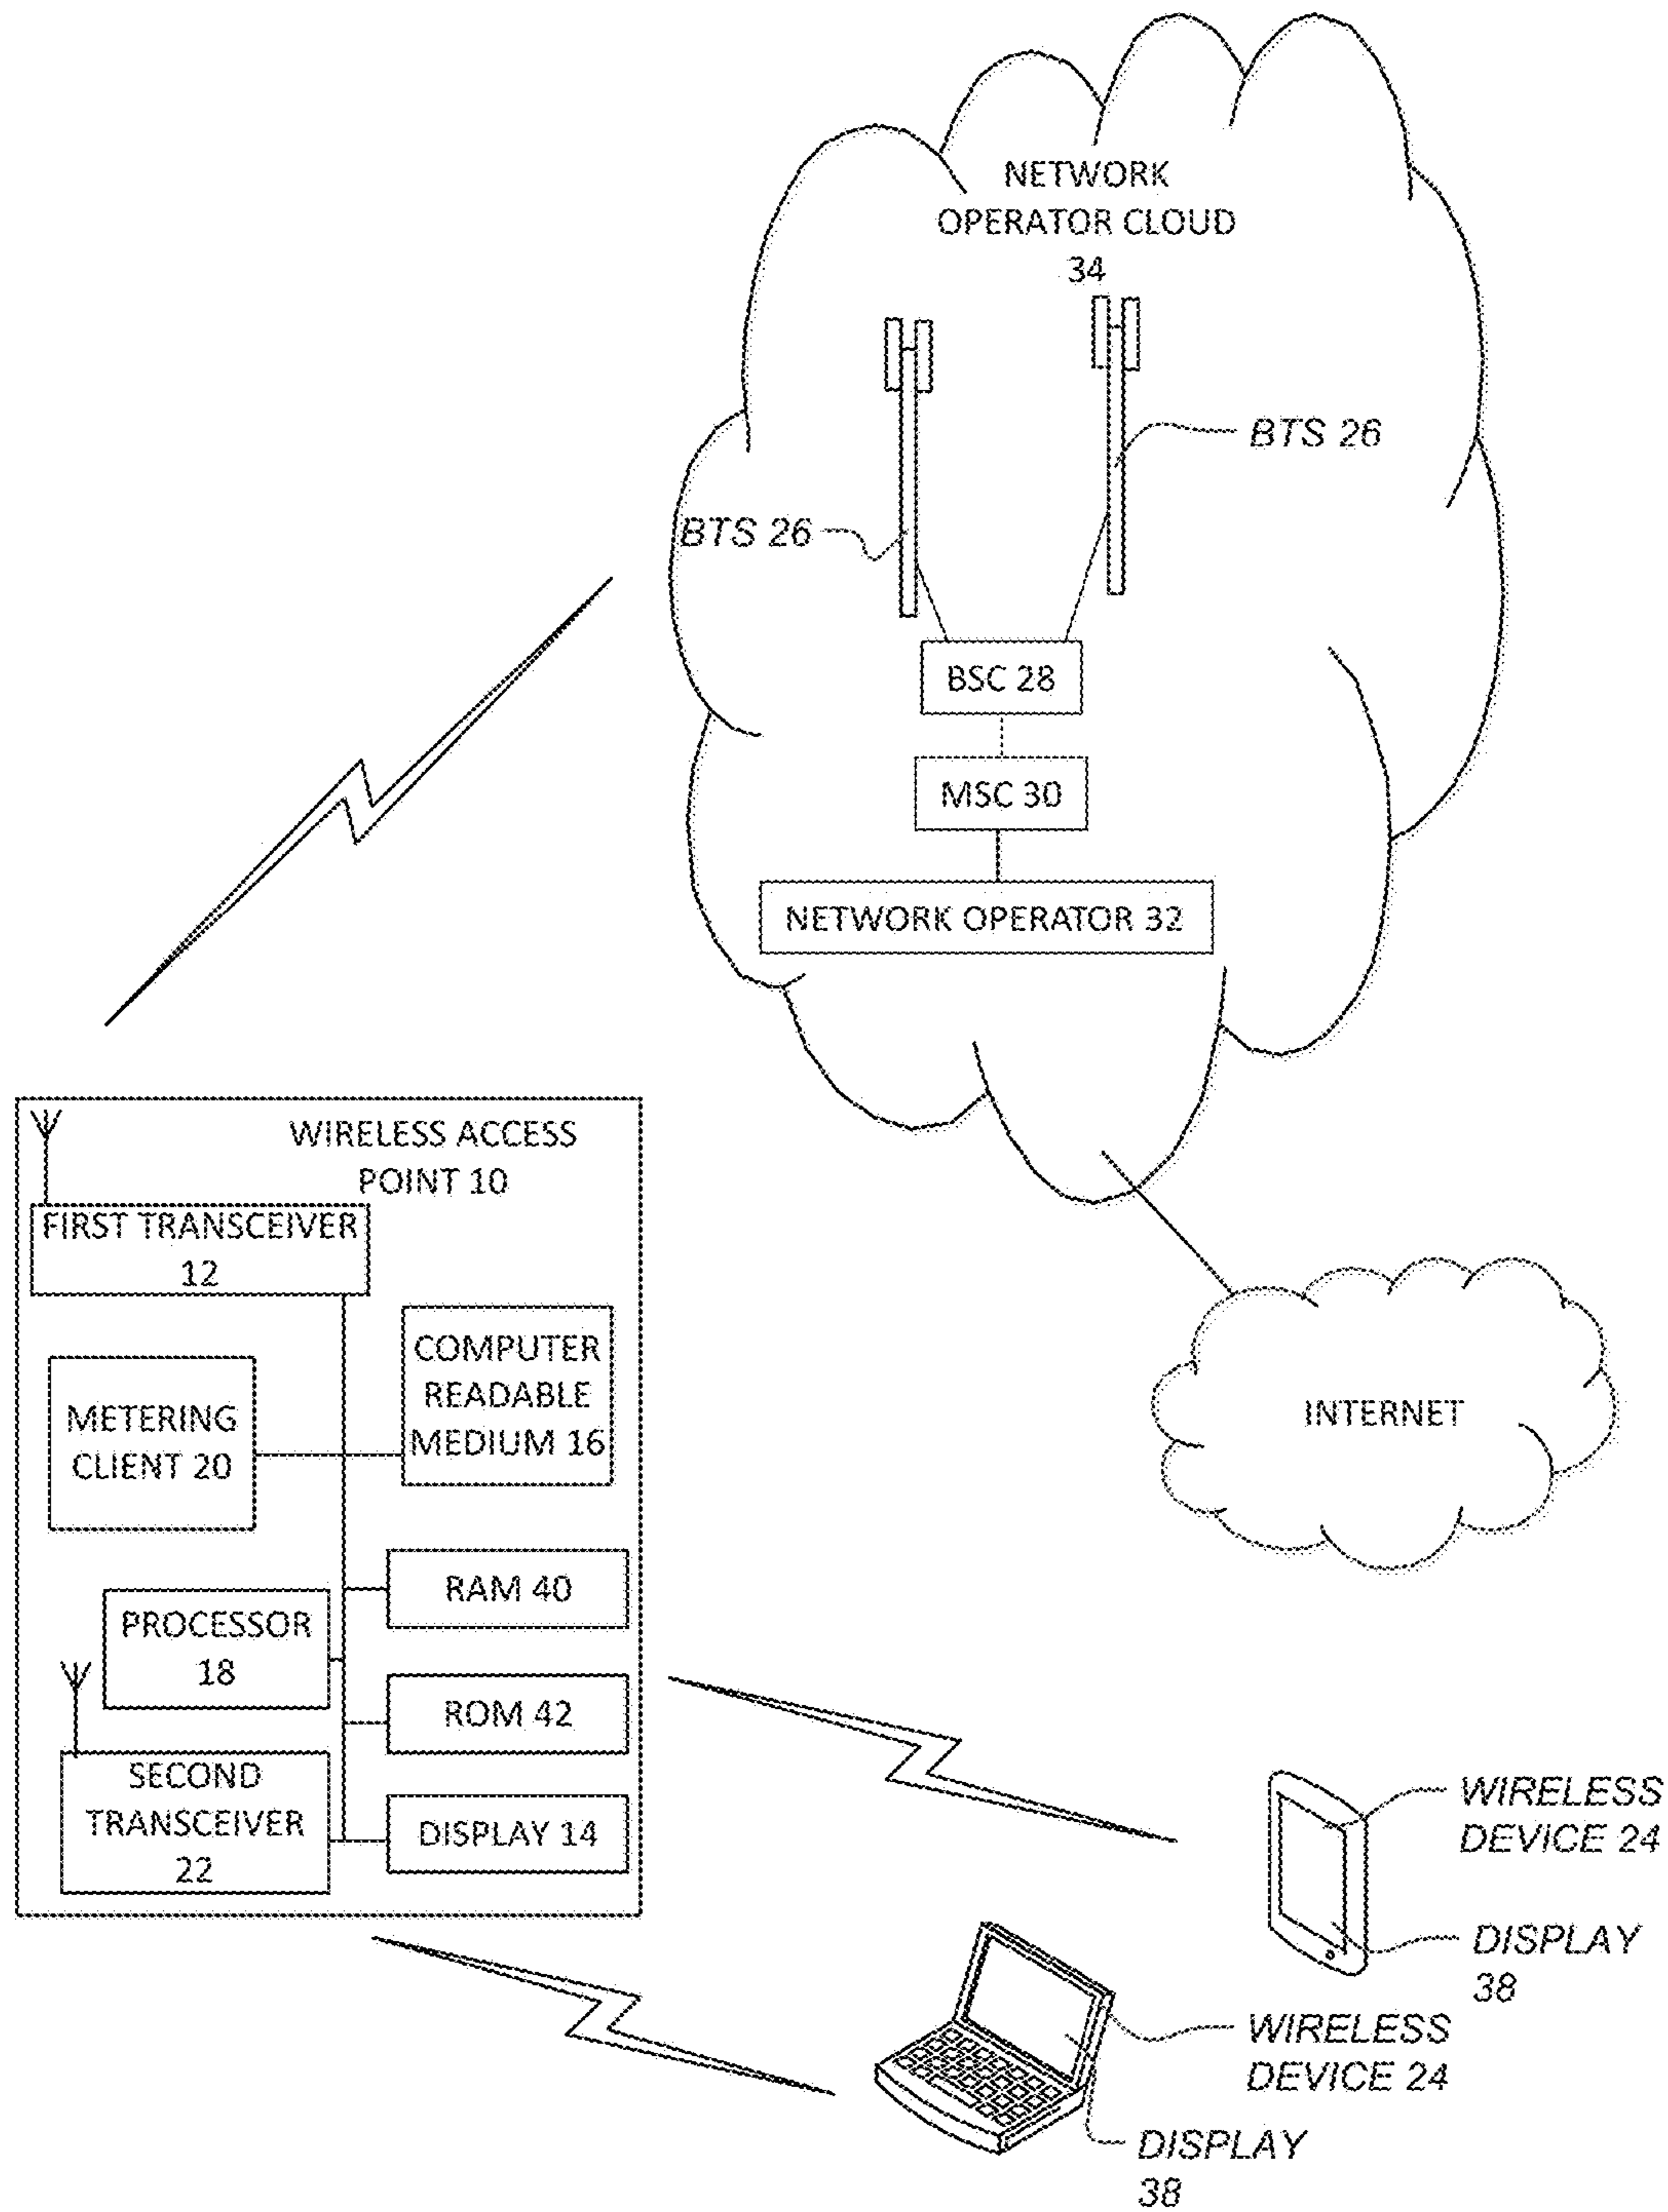 NETWORK
OPERATOR CLOUD
34
BTS 26
BTS 26
BSC 28
MSC 30
NETWORK OPERATOR 32
WIRELESS ACCESS
POINT 10
FIRST TRANSCEIVER
12
COMPUTER
READABLE
MEDIUM 16
METERING
CLIENT 20
INTERNET
RAM 40
PROCESSOR
18
ROM 42
SECOND
TRANSCEIVER
22
DISPLAY 14
WIRELESS
DEVICE 24
DISPLAY
38
WIRELESS
DEVICE 24
DISPLAY
38